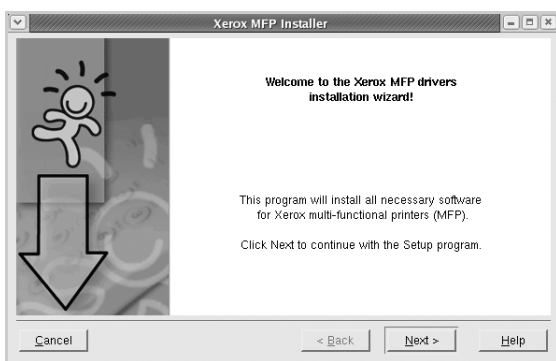 Xerox MFP Installer
Welcome to the Xerox MFP drivers
installation wizard!
This program will install all necessary software
for Xerox multi-functional printers (MFP).
Click Next to continue with the Setup program.
Cancel
< Back
Next >
Help